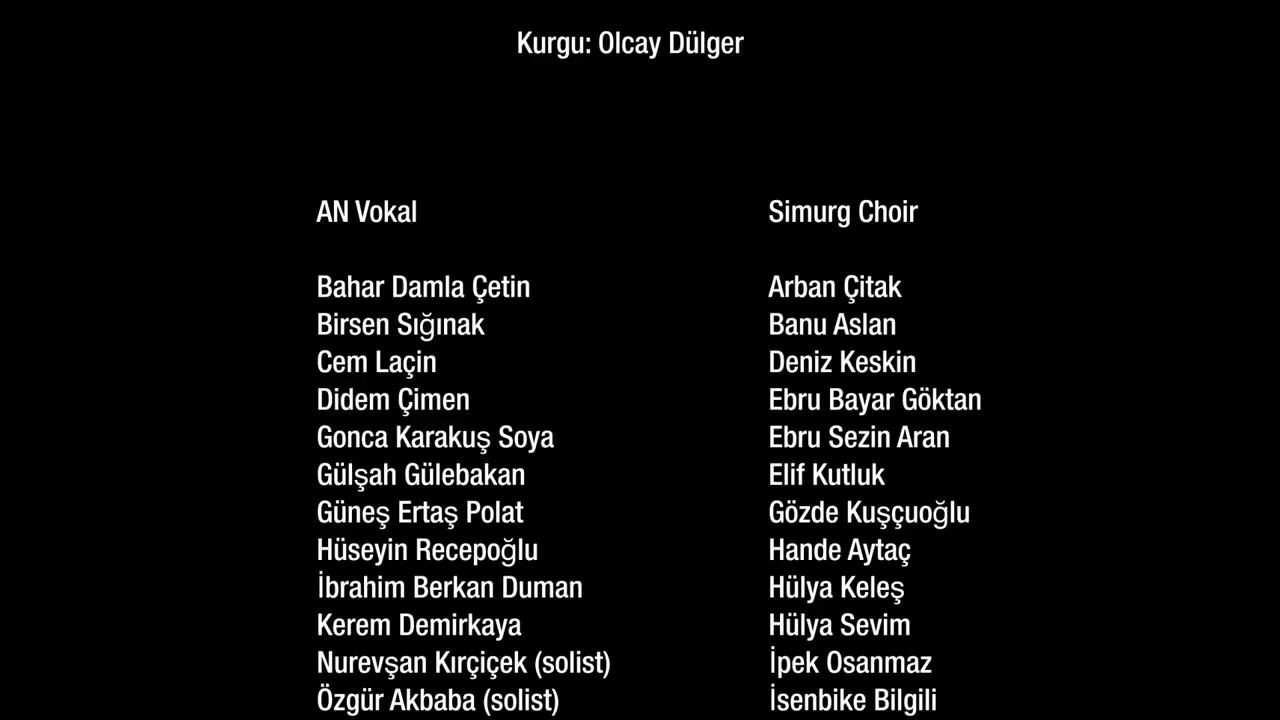 Kurgu: Olcay Dülger
AN Vokal
Bahar Damla Çetin
Birsen Sığınak
Cem Laçin
Didem Çimen
Gonca Karakuş Soya
Gülşah Gülebakan
Güneş Ertaş Polat
Hüseyin Recepoğlu
İbrahim Berkan Duman
Kerem Demirkaya
Nurevşan Kırçiçek (solist)
Özgür Akbaba (solist)
Simurg Choir
Arban Çitak
Banu Aslan
Deniz Keskin
Ebru Bayar Göktan
Ebru Sezin Aran
Elif Kutluk
Gözde Kuşçuoğlu
Hande Aytaç
Hülya Keleş
Hülya Sevim
İpek Osanmaz
İsenbike Bilgili